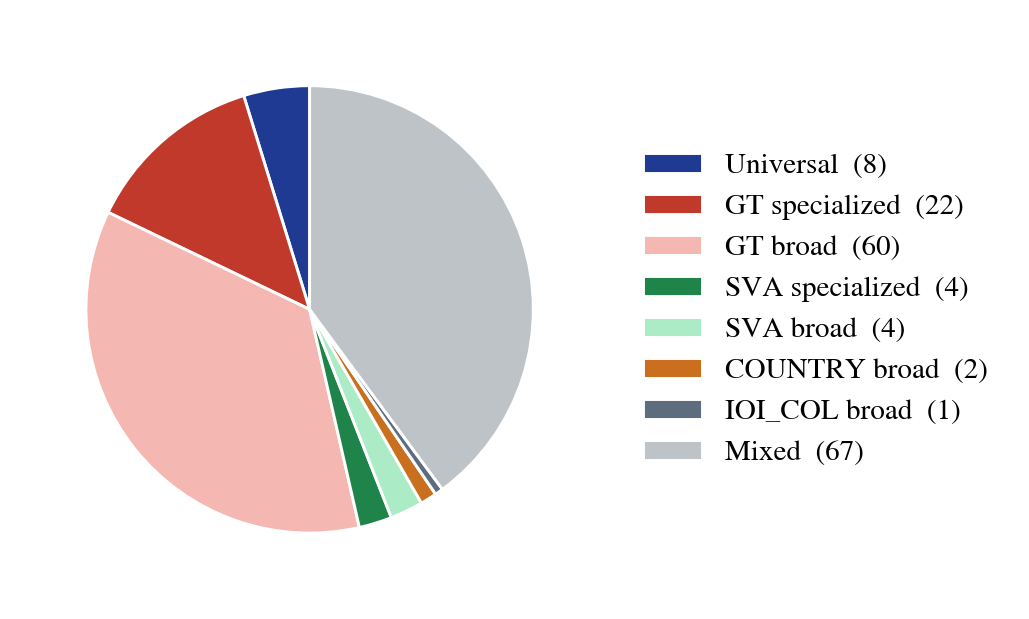 Universal (8)
GT specialized (22)
GT broad (60)
SVA specialized (4)
SVA broad (4)
COUNTRY broad (2)
IOI_COL broad (1)
Mixed (67)